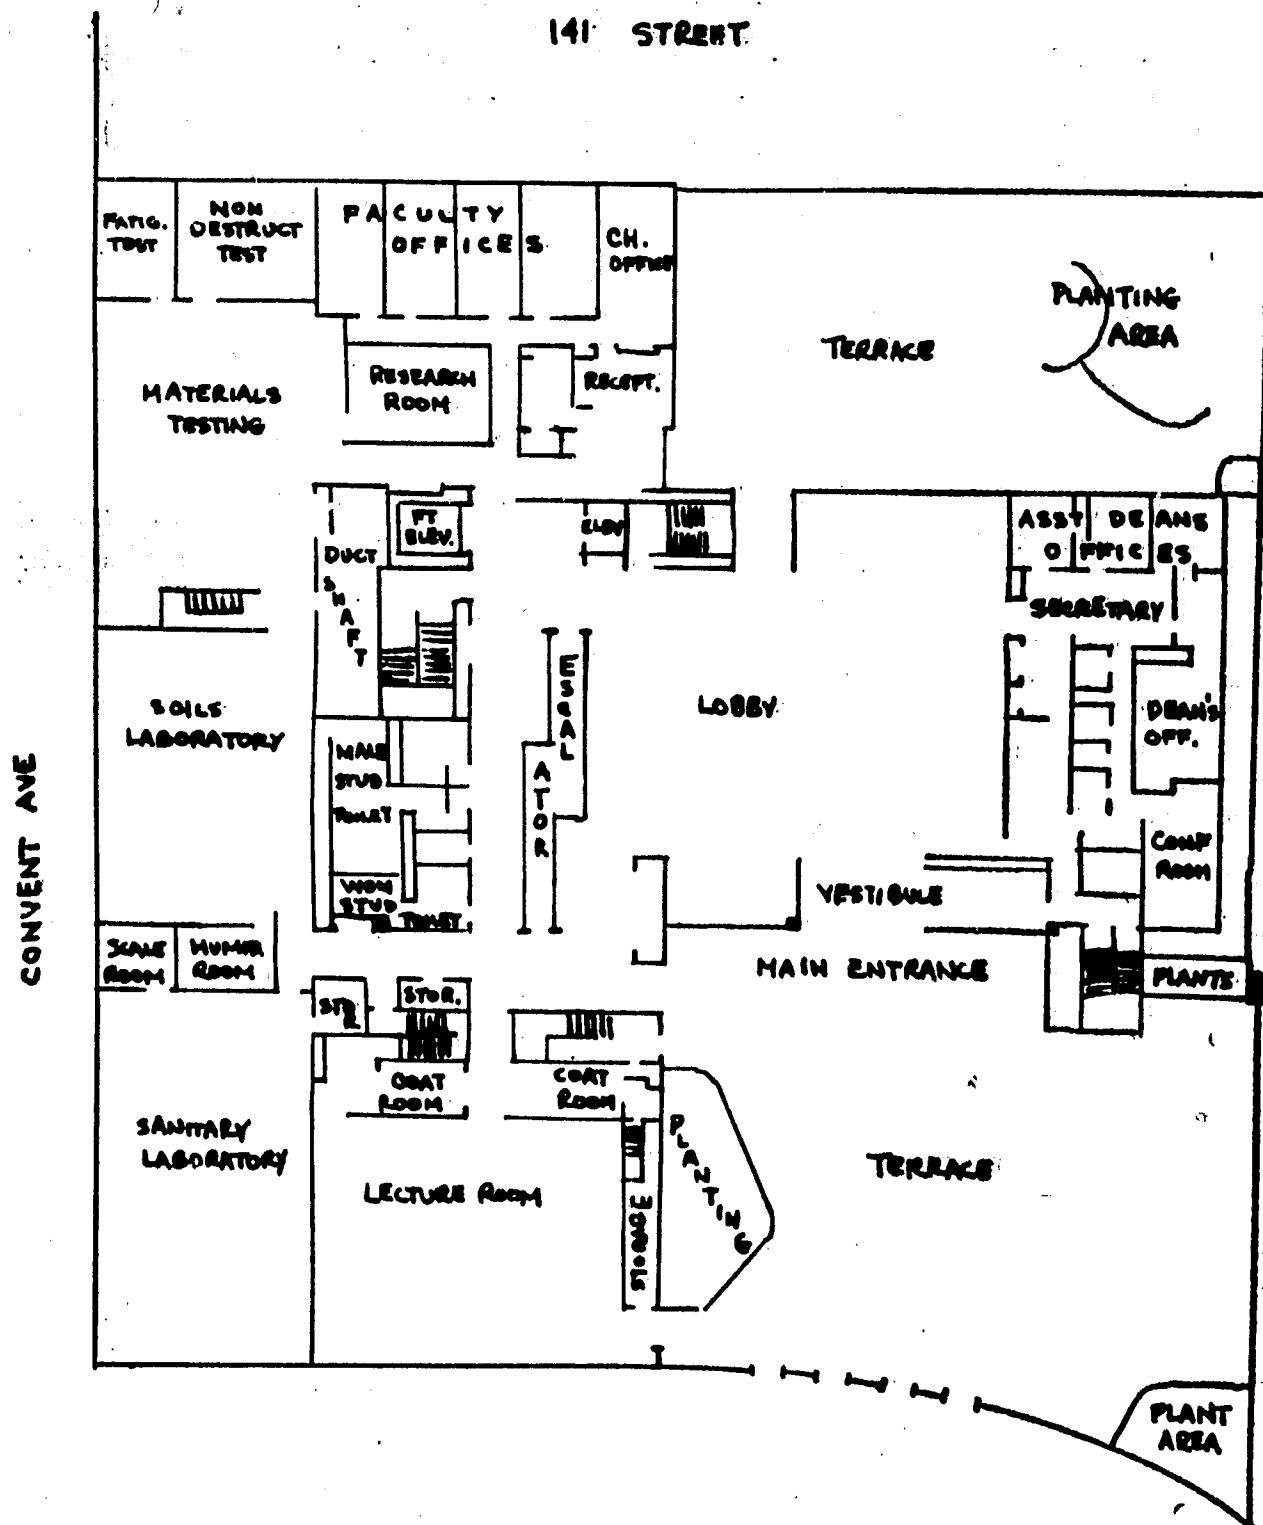 141 STREET
FATIG.
TEST
NON
DESTRUCT
TEST
FACULTY
OFFICES
CH.
OFFICE
TERRACE
PLANTING
AREA
MATERIALS
TESTING
RESEARCH
ROOM
RECEPT.
FT
ELEV.
ELEV
ASST DEANS
OFFICES
DUCT
SHAFT
SECRETARY
ESCAL
ATOR
LOBBY
SOILS
LABORATORY
DEAN'S
OFF.
MALE
STUD
TOILET
CONVENT AVE
CONF
ROOM
WOM
STUD
TOILET
VESTIBULE
ROOM
ROOM
MAIN ENTRANCE
PLANTS
STOR.
COAT
ROOM
COAT
ROOM
SANITARY
LABORATORY
LECTURE ROOM
STORAGE
PLANTING
TERRACE
PLANT
AREA